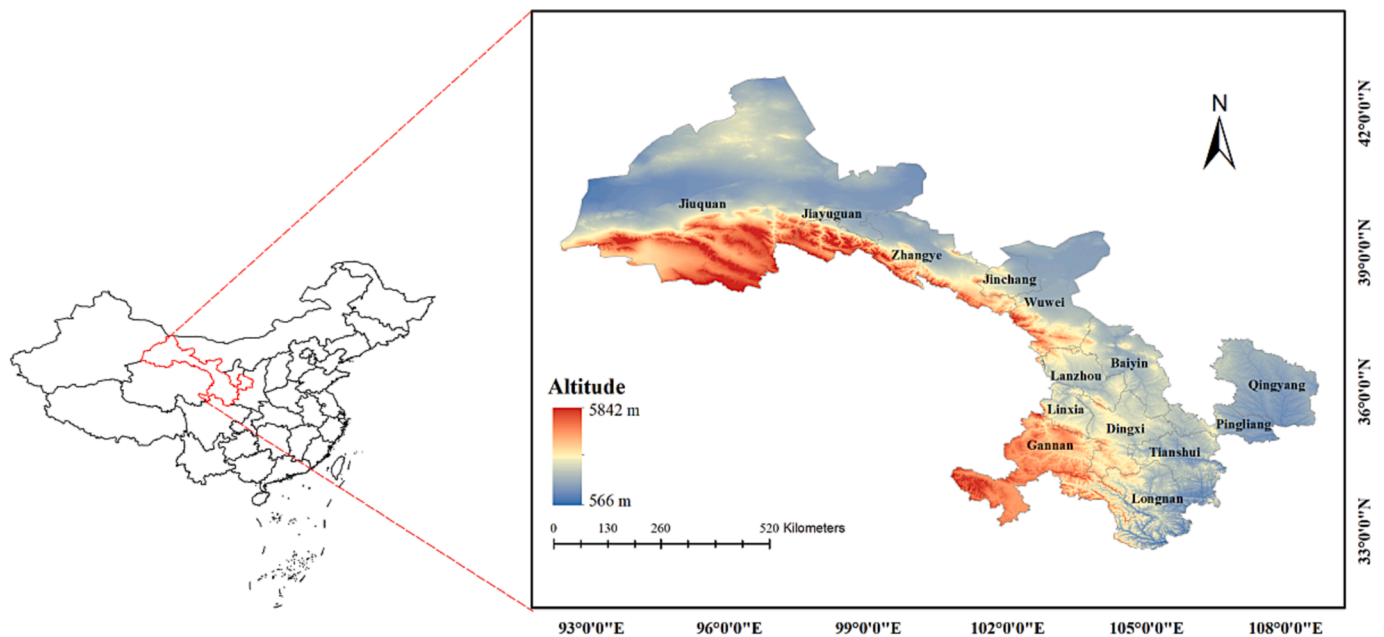 N
Jiuquan
Jiayuguan
Zhangye
Jinchang
Wuwei
Baiyin
Lanzhou
Qingyang
Linxia
Pingliang
Dingxi
Gannan
Tianshui
Longnan
Altitude
5842 m
566 m
0 130 260 520 Kilometers
42°0'0"N
39°0'0"N
36°0'0"N
33°0'0"N
93°0'0"E 96°0'0"E 99°0'0"E 102°0'0"E 105°0'0"E 108°0'0"E